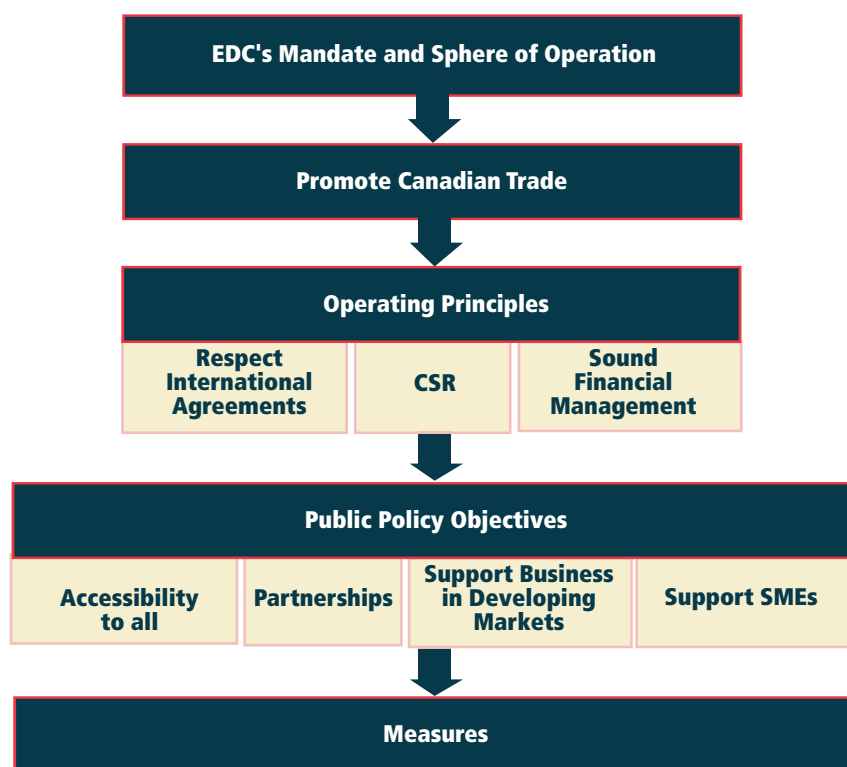 EDC's Mandate and Sphere of Operation
Promote Canadian Trade
Operating Principles
Respect
International
Agreements
CSR
Sound
Financial
Management
Public Policy Objectives
Accessibility
to all
Partnerships
Support Business
in Developing
Markets
Support SMEs
Measures